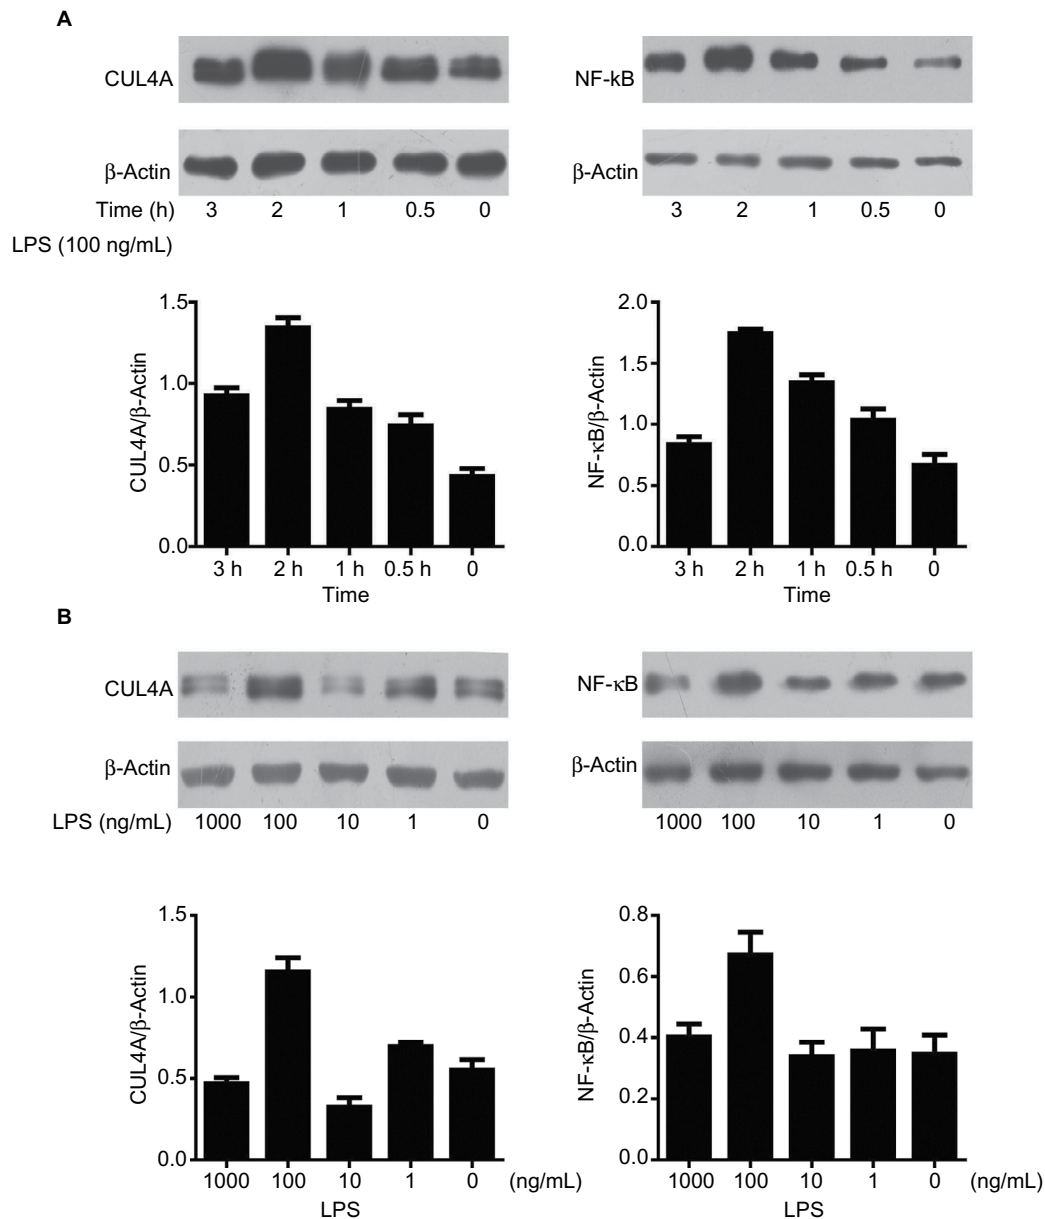 A
CUL4A
NF-kB
β-Actin
β-Actin
Time (h) 3 2 1 0.5 0
3 2 1 0.5 0
LPS (100 ng/mL)
1.5
1.0
0.5
0.0
CUL4A/β-Actin
3 h 2 h 1 h 0.5 h 0
Time
2.0
1.5
1.0
0.5
0.0
NF-κB/β-Actin
3 h 2 h 1 h 0.5 h 0
Time
B
CUL4A
NF-κB
β-Actin
β-Actin
LPS (ng/mL) 1000 100 10 1 0
1000 100 10 1 0
1.5
1.0
0.5
0.0
CUL4A/β-Actin
1000 100 10 1 0 (ng/mL)
LPS
0.8
0.6
0.4
0.2
0.0
NF-κB/β-Actin
1000 100 10 1 0 (ng/mL)
LPS